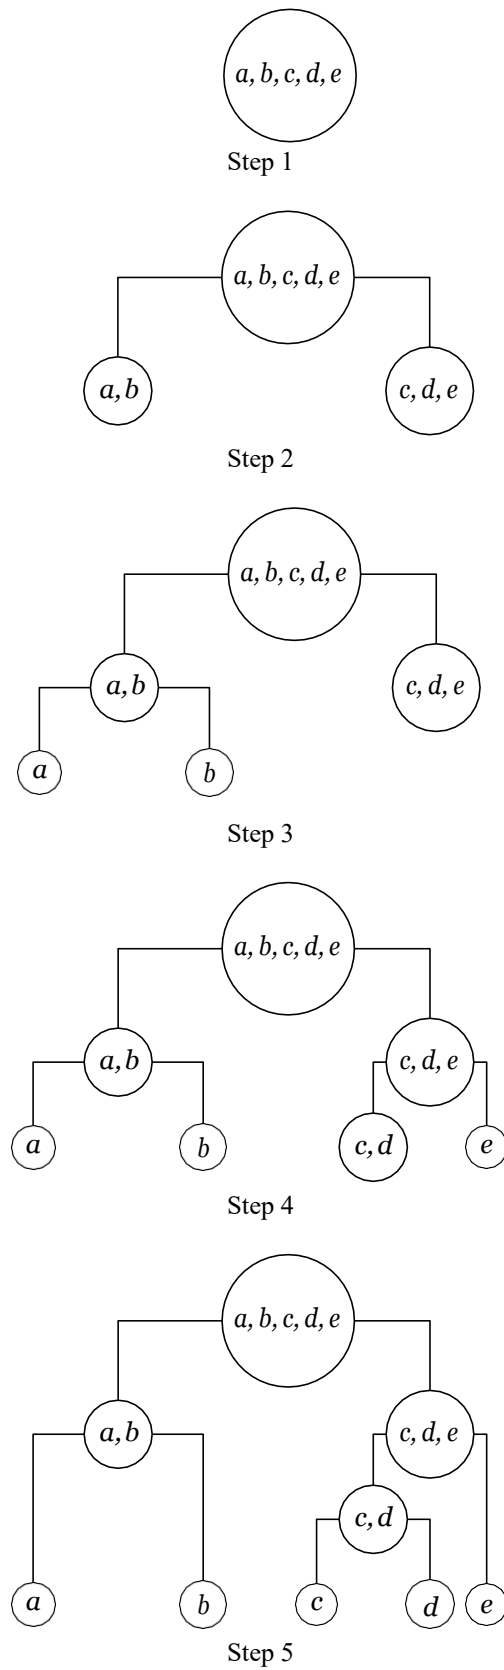 a, b, c, d, e
Step 1
a, b, c, d, e
a, b
c, d, e
Step 2
a, b, c, d, e
a, b
c, d, e
a
b
Step 3
a, b, c, d, e
a, b
c, d, e
a
b
c, d
e
Step 4
a, b, c, d, e
a, b
c, d, e
c, d
a
b
c
d
e
Step 5